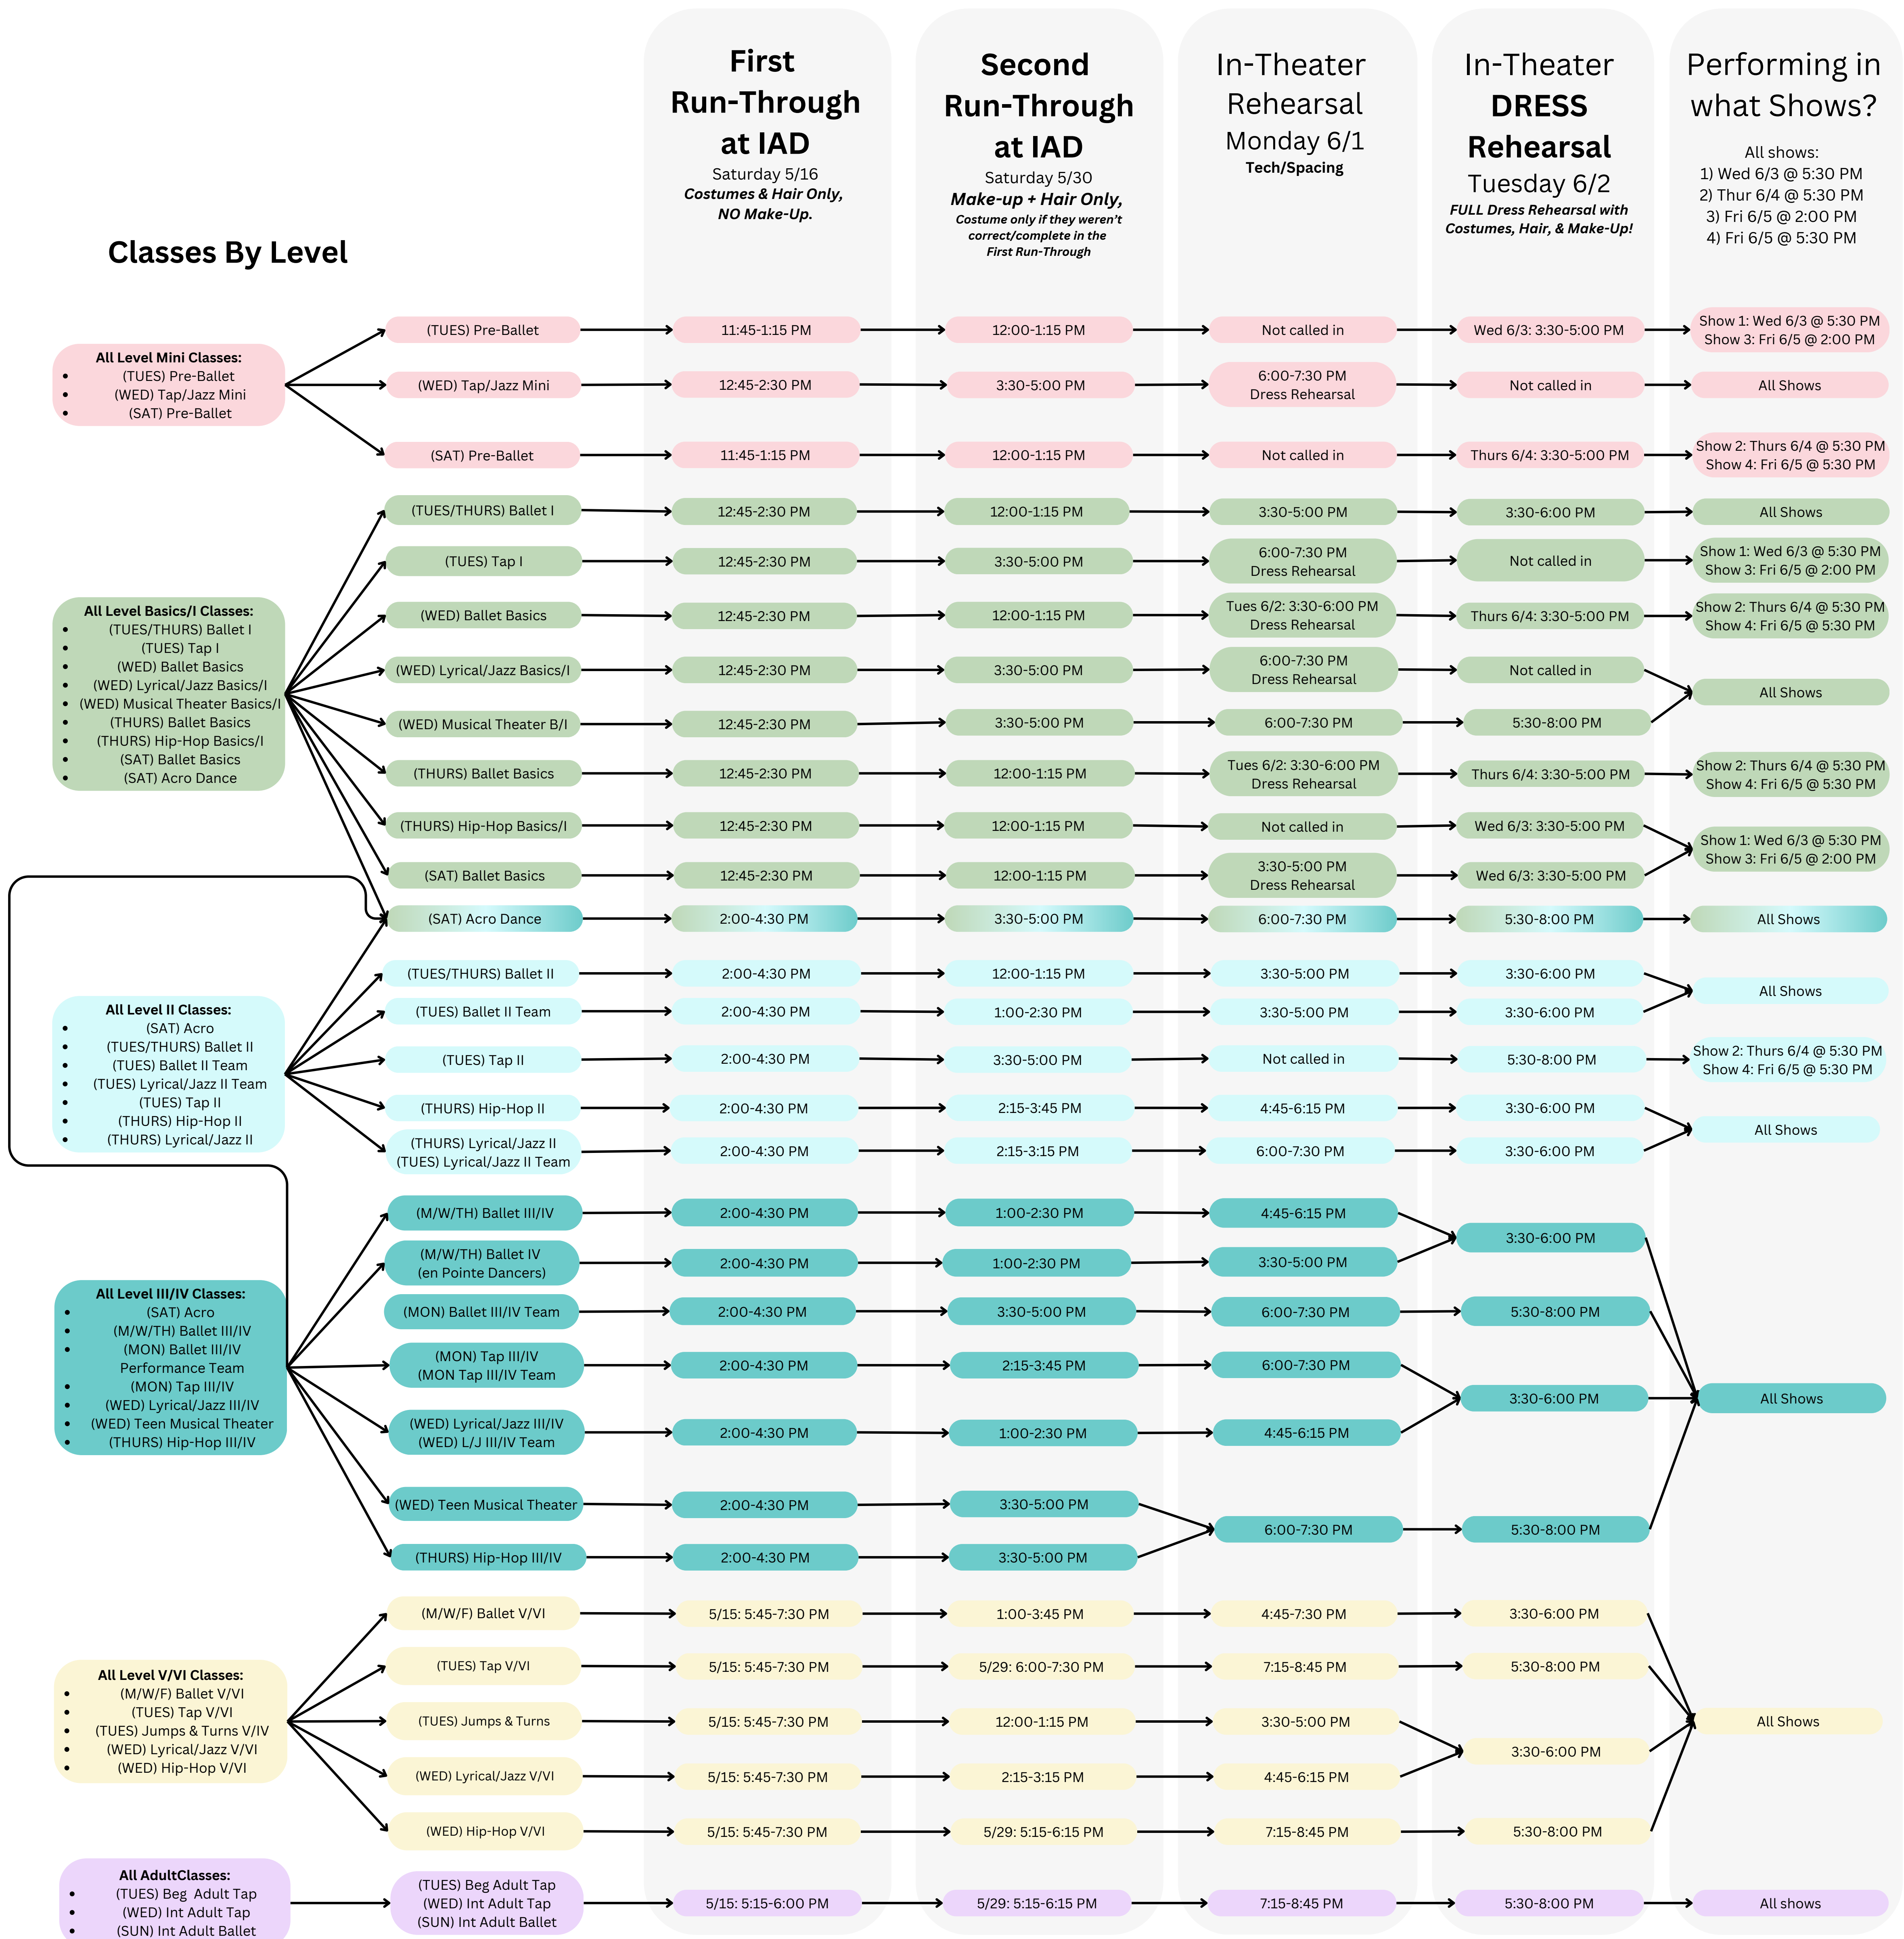 First
Run-Through
at IAD
Saturday 5/16
Costumes & Hair Only,
NO Make-Up.
Second
Run-Through
at IAD
Saturday 5/30
Make-up + Hair Only,
Costume only if they weren't
correct/complete in the
First Run-Through
In-Theater
Rehearsal
Monday 6/1
Tech/Spacing
In-Theater
DRESS
Rehearsal
Tuesday 6/2
FULL Dress Rehearsal with
Costumes, Hair, & Make-Up!
Performing in
what Shows?
All shows:
1) Wed 6/3 @ 5:30 PM
2) Thur 6/4 @ 5:30 PM
3) Fri 6/5 @ 2:00 PM
4) Fri 6/5 @ 5:30 PM
Classes By Level
All Level Mini Classes:
• (TUES) Pre-Ballet
• (WED) Tap/Jazz Mini
• (SAT) Pre-Ballet
(TUES) Pre-Ballet
11:45-1:15 PM
12:00-1:15 PM
Not called in
Wed 6/3: 3:30-5:00 PM
Show 1: Wed 6/3 @ 5:30 PM
Show 3: Fri 6/5 @ 2:00 PM
(WED) Tap/Jazz Mini
12:45-2:30 PM
3:30-5:00 PM
6:00-7:30 PM
Dress Rehearsal
Not called in
All Shows
(SAT) Pre-Ballet
11:45-1:15 PM
12:00-1:15 PM
Not called in
Thurs 6/4: 3:30-5:00 PM
Show 2: Thurs 6/4 @ 5:30 PM
Show 4: Fri 6/5 @ 5:30 PM
All Level Basics/I Classes:
• (TUES/THURS) Ballet I
• (TUES) Tap I
• (WED) Ballet Basics
• (WED) Lyrical/Jazz Basics/I
• (WED) Musical Theater Basics/I
• (THURS) Ballet Basics
• (THURS) Hip-Hop Basics/I
• (SAT) Ballet Basics
• (SAT) Acro Dance
(TUES/THURS) Ballet I
12:45-2:30 PM
12:00-1:15 PM
3:30-5:00 PM
3:30-6:00 PM
All Shows
(TUES) Tap I
12:45-2:30 PM
3:30-5:00 PM
6:00-7:30 PM
Dress Rehearsal
Not called in
Show 1: Wed 6/3 @ 5:30 PM
Show 3: Fri 6/5 @ 2:00 PM
(WED) Ballet Basics
12:45-2:30 PM
12:00-1:15 PM
Tues 6/2: 3:30-6:00 PM
Dress Rehearsal
Thurs 6/4: 3:30-5:00 PM
Show 2: Thurs 6/4 @ 5:30 PM
Show 4: Fri 6/5 @ 5:30 PM
(WED) Lyrical/Jazz Basics/I
12:45-2:30 PM
3:30-5:00 PM
6:00-7:30 PM
Dress Rehearsal
Not called in
All Shows
(WED) Musical Theater B/I
12:45-2:30 PM
3:30-5:00 PM
6:00-7:30 PM
5:30-8:00 PM
(THURS) Ballet Basics
12:45-2:30 PM
12:00-1:15 PM
Tues 6/2: 3:30-6:00 PM
Dress Rehearsal
Thurs 6/4: 3:30-5:00 PM
Show 2: Thurs 6/4 @ 5:30 PM
Show 4: Fri 6/5 @ 5:30 PM
(THURS) Hip-Hop Basics/I
12:45-2:30 PM
12:00-1:15 PM
Not called in
Wed 6/3: 3:30-5:00 PM
Show 1: Wed 6/3 @ 5:30 PM
Show 3: Fri 6/5 @ 2:00 PM
(SAT) Ballet Basics
12:45-2:30 PM
12:00-1:15 PM
3:30-5:00 PM
Dress Rehearsal
Wed 6/3: 3:30-5:00 PM
(SAT) Acro Dance
2:00-4:30 PM
3:30-5:00 PM
6:00-7:30 PM
5:30-8:00 PM
All Shows
All Level II Classes:
• (SAT) Acro
• (TUES/THURS) Ballet II
• (TUES) Ballet II Team
• (TUES) Lyrical/Jazz II Team
• (TUES) Tap II
• (THURS) Hip-Hop II
• (THURS) Lyrical/Jazz II
(TUES/THURS) Ballet II
2:00-4:30 PM
12:00-1:15 PM
3:30-5:00 PM
3:30-6:00 PM
All Shows
(TUES) Ballet II Team
2:00-4:30 PM
1:00-2:30 PM
3:30-5:00 PM
3:30-6:00 PM
(TUES) Tap II
2:00-4:30 PM
3:30-5:00 PM
Not called in
5:30-8:00 PM
Show 2: Thurs 6/4 @ 5:30 PM
Show 4: Fri 6/5 @ 5:30 PM
(THURS) Hip-Hop II
2:00-4:30 PM
2:15-3:45 PM
4:45-6:15 PM
3:30-6:00 PM
All Shows
(THURS) Lyrical/Jazz II
(TUES) Lyrical/Jazz II Team
2:00-4:30 PM
2:15-3:15 PM
6:00-7:30 PM
3:30-6:00 PM
All Level III/IV Classes:
• (SAT) Acro
• (M/W/TH) Ballet III/IV
• (MON) Ballet III/IV
Performance Team
• (MON) Tap III/IV
• (WED) Lyrical/Jazz III/IV
• (WED) Teen Musical Theater
• (THURS) Hip-Hop III/IV
(M/W/TH) Ballet III/IV
2:00-4:30 PM
1:00-2:30 PM
4:45-6:15 PM
3:30-6:00 PM
(M/W/TH) Ballet IV
(en Pointe Dancers)
2:00-4:30 PM
1:00-2:30 PM
3:30-5:00 PM
(MON) Ballet III/IV Team
2:00-4:30 PM
3:30-5:00 PM
6:00-7:30 PM
5:30-8:00 PM
(MON) Tap III/IV
(MON Tap III/IV Team
2:00-4:30 PM
2:15-3:45 PM
6:00-7:30 PM
3:30-6:00 PM
All Shows
(WED) Lyrical/Jazz III/IV
(WED) L/J III/IV Team
2:00-4:30 PM
1:00-2:30 PM
4:45-6:15 PM
(WED) Teen Musical Theater
2:00-4:30 PM
3:30-5:00 PM
6:00-7:30 PM
5:30-8:00 PM
(THURS) Hip-Hop III/IV
2:00-4:30 PM
3:30-5:00 PM
All Level V/VI Classes:
• (M/W/F) Ballet V/VI
• (TUES) Tap V/VI
• (TUES) Jumps & Turns V/IV
• (WED) Lyrical/Jazz V/VI
• (WED) Hip-Hop V/VI
(M/W/F) Ballet V/VI
5/15: 5:45-7:30 PM
1:00-3:45 PM
4:45-7:30 PM
3:30-6:00 PM
(TUES) Tap V/VI
5/15: 5:45-7:30 PM
5/29: 6:00-7:30 PM
7:15-8:45 PM
5:30-8:00 PM
(TUES) Jumps & Turns
5/15: 5:45-7:30 PM
12:00-1:15 PM
3:30-5:00 PM
3:30-6:00 PM
All Shows
(WED) Lyrical/Jazz V/VI
5/15: 5:45-7:30 PM
2:15-3:15 PM
4:45-6:15 PM
(WED) Hip-Hop V/VI
5/15: 5:45-7:30 PM
5/29: 5:15-6:15 PM
7:15-8:45 PM
5:30-8:00 PM
All AdultClasses:
• (TUES) Beg Adult Tap
• (WED) Int Adult Tap
• (SUN) Int Adult Ballet
(TUES) Beg Adult Tap
(WED) Int Adult Tap
(SUN) Int Adult Ballet
5/15: 5:15-6:00 PM
5/29: 5:15-6:15 PM
7:15-8:45 PM
5:30-8:00 PM
All shows